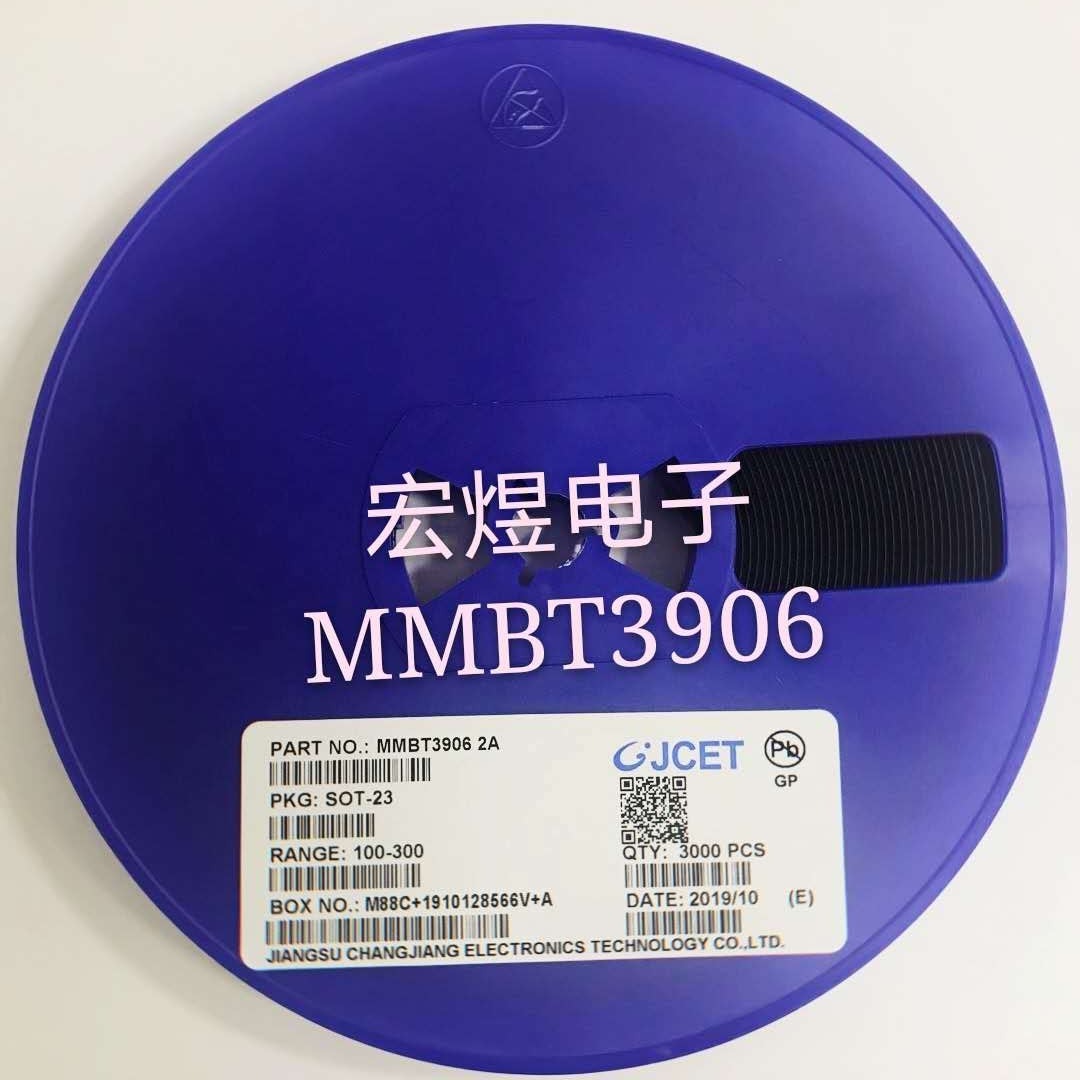 宏煜电子
MMBT3906
PART NO.: MMBT3906 2A
PKG: SOT-23
RANGE: 100-300
BOX NO.: M88C+1910128566V+A
JCET
Pb
GP
QTY: 3000 PCS
DATE: 2019/10 (E)
JIANGSU CHANGJIANG ELECTRONICS TECHNOLOGY CO.,LTD.